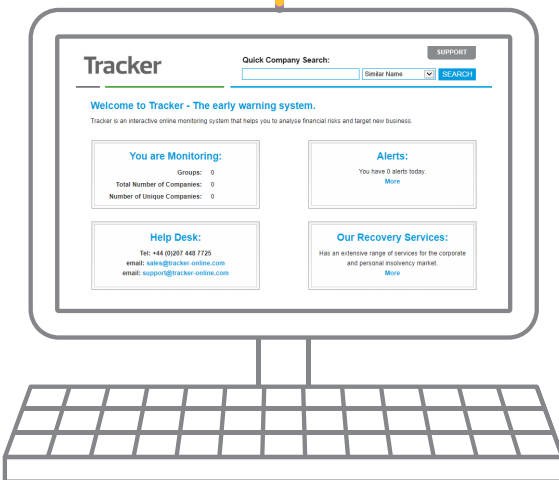 SUPPORT
Tracker
Quick Company Search:
Similar Name
SEARCH
Welcome to Tracker - The early warning system.
Tracker is an interactive online monitoring system that helps you to analyse financial risks and target new business.
You are Monitoring:
Groups: 0
Total Number of Companies: 0
Number of Unique Companies: 0
Alerts:
You have 0 alerts today.
More
Help Desk:
Tel: +44 (0)207 448 7725
email: sales@tracker-online.com
email: support@tracker-online.com
Our Recovery Services:
Has an extensive range of services for the corporate
and personal insolvency market.
More